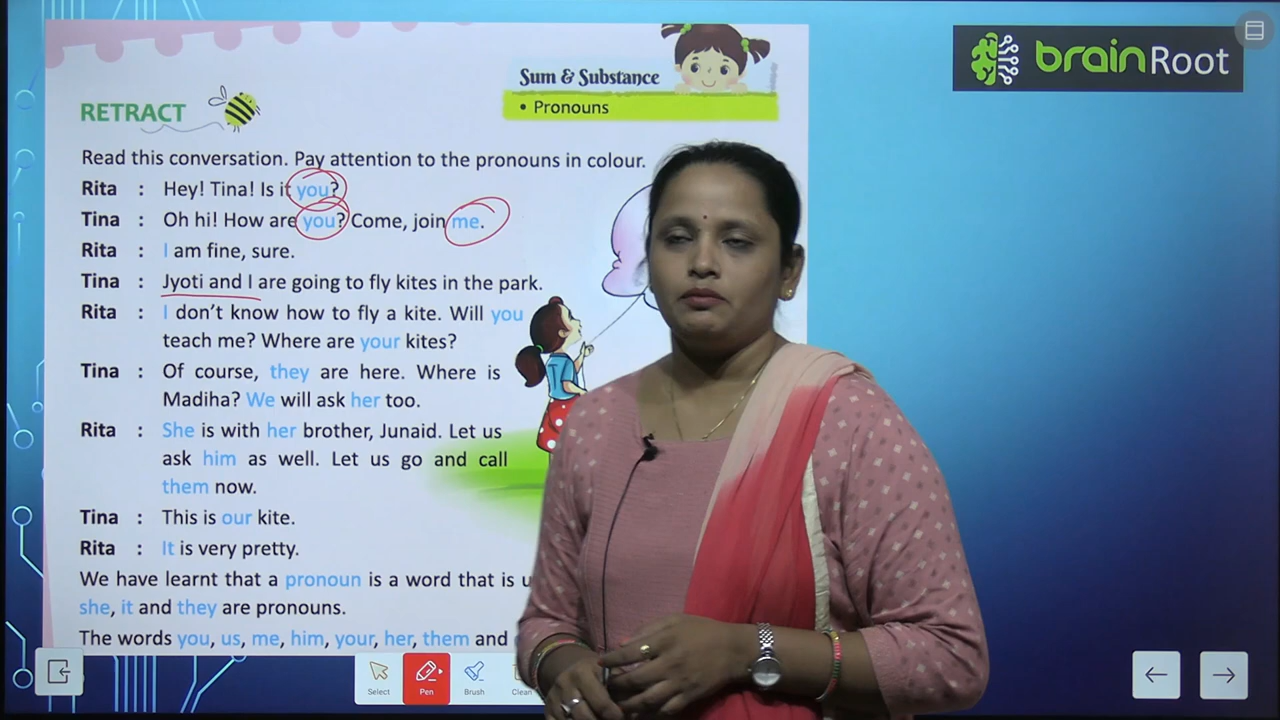 brainRoot
Sum & Substance
• Pronouns
RETRACT
Read this conversation. Pay attention to the pronouns in colour.
Rita : Hey! Tina! Is it you?
Tina : Oh hi! How are you? Come, join me.
Rita : I am fine, sure.
Tina : Jyoti and I are going to fly kites in the park.
Rita : I don't know how to fly a kite. Will you
teach me? Where are your kites?
Tina : Of course, they are here. Where is
Madiha? We will ask her too.
Rita : She is with her brother, Junaid. Let us
ask him as well. Let us go and call
them now.
Tina : This is our kite.
Rita : It is very pretty.
We have learnt that a pronoun is a word that is
she, it and they are pronouns.
The words you, us, me, him, your, her, them and
Select Pen Brush Clean